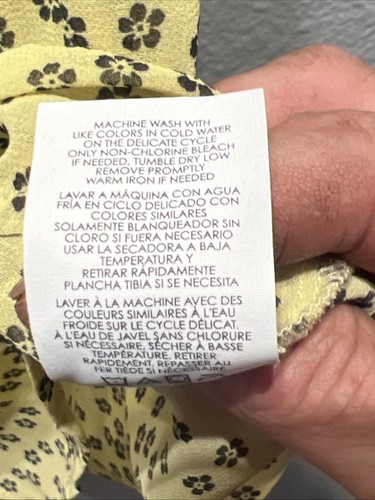 MACHINE WASH WITH
LIKE COLORS IN COLD WATER
ON THE DELICATE CYCLE
ONLY NON-CHLORINE BLEACH
IF NEEDED, TUMBLE DRY LOW
REMOVE PROMPTLY
WARM IRON IF NEEDED
LAVAR A MÁQUINA CON AGUA
FRÍA EN CICLO DELICADO CON
COLORES SIMILARES
SOLAMENTE BLANQUEADOR SIN
CLORO SI FUERA NECESARIO
USAR LA SECADORA A BAJA
TEMPERATURA Y
RETIRAR RÁPIDAMENTE
PLANCHA TIBIA SI SE NECESITA
LAVER À LA MACHINE AVEC DES
COULEURS SIMILAIRES À L'EAU
FROIDE SUR LE CYCLE DÉLICAT.
À L'EAU DE JAVEL SANS CHLORURE
SI NÉCESSAIRE, SÉCHER À BASSE
TEMPÉRATURE, RETIRER
RAPIDEMENT, REPASSER AU
FER TIÈDE SI NÉCESSAIRE